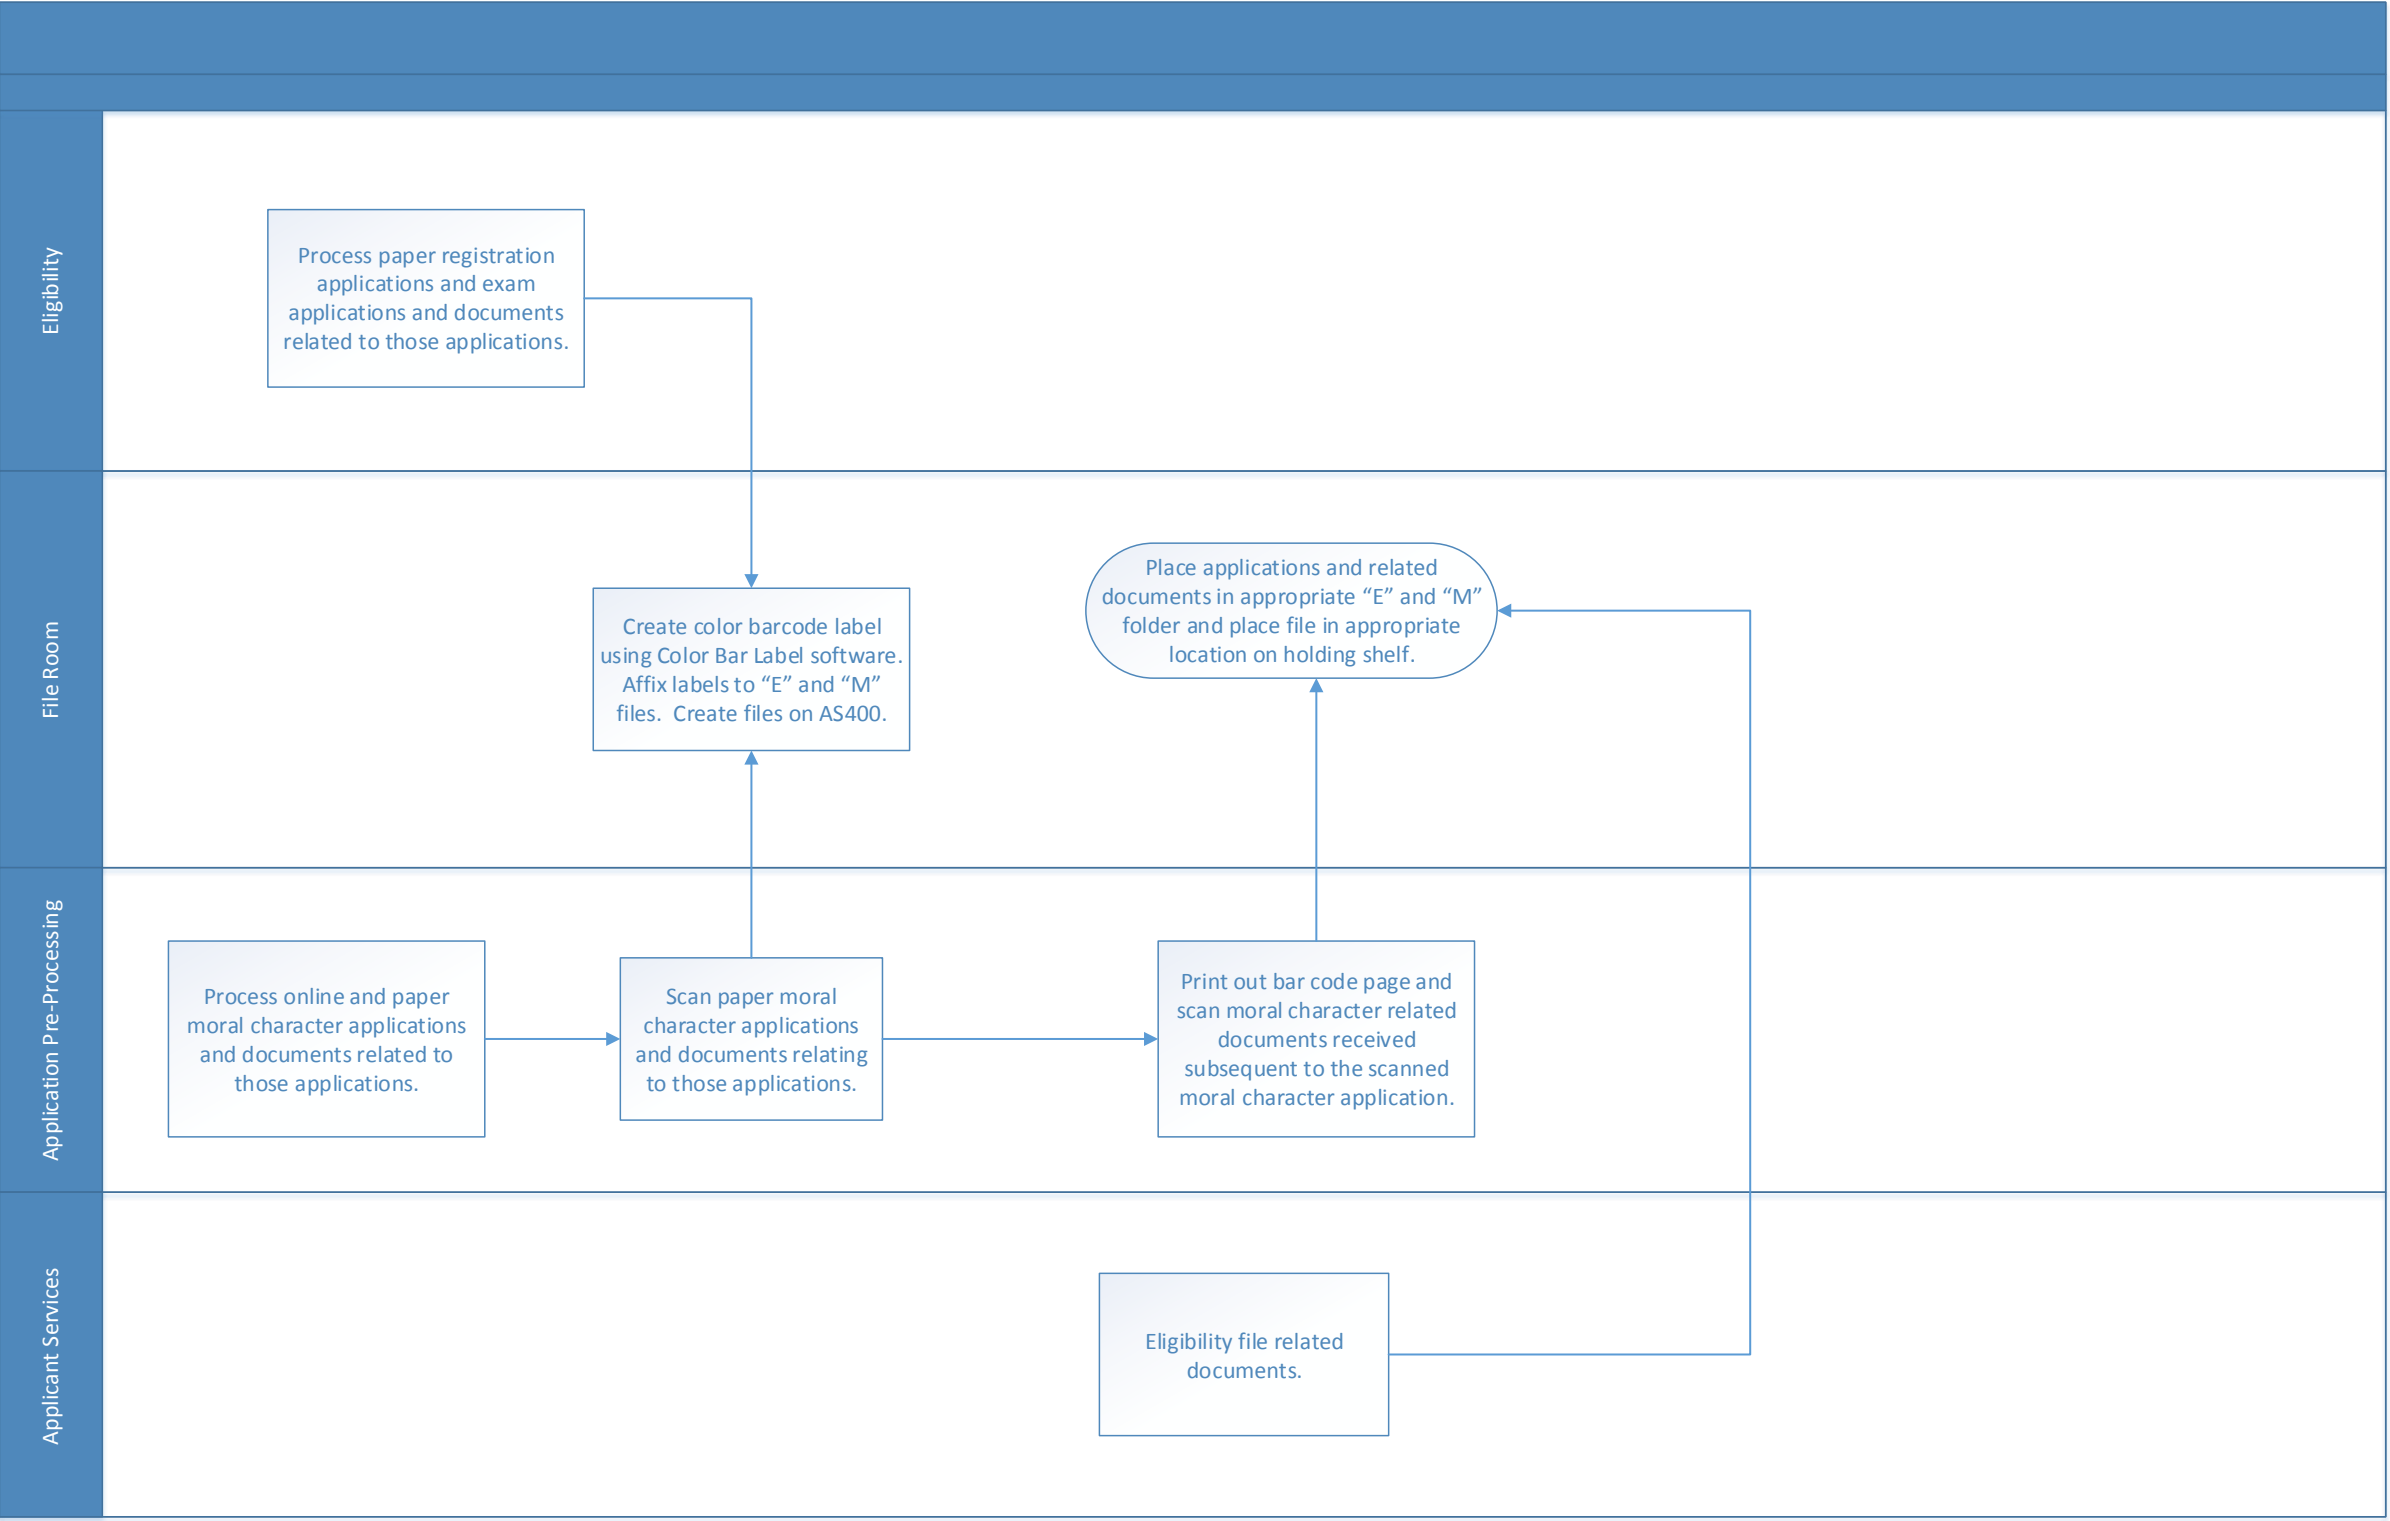 Eligibility
Process paper registration
applications and exam
applications and documents
related to those applications.
File Room
Create color barcode label
using Color Bar Label software.
Affix labels to “E” and “M”
files.  Create files on AS400.
Place applications and related
documents in appropriate “E” and “M”
folder and place file in appropriate
location on holding shelf.
Application Pre-Processing
Process online and paper
moral character applications
and documents related to
those applications.
Scan paper moral
character applications
and documents relating
to those applications.
Print out bar code page and
scan moral character related
documents received
subsequent to the scanned
moral character application.
Applicant Services
Eligibility file related
documents.